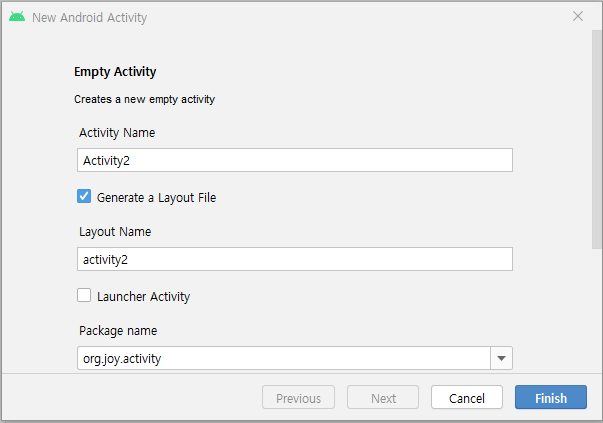 New Android Activity
Empty Activity
Creates a new empty activity
Activity Name
Activity2
Generate a Layout File
Layout Name
activity2
Launcher Activity
Package name
org.joy.activity
Previous
Next
Cancel
Finish